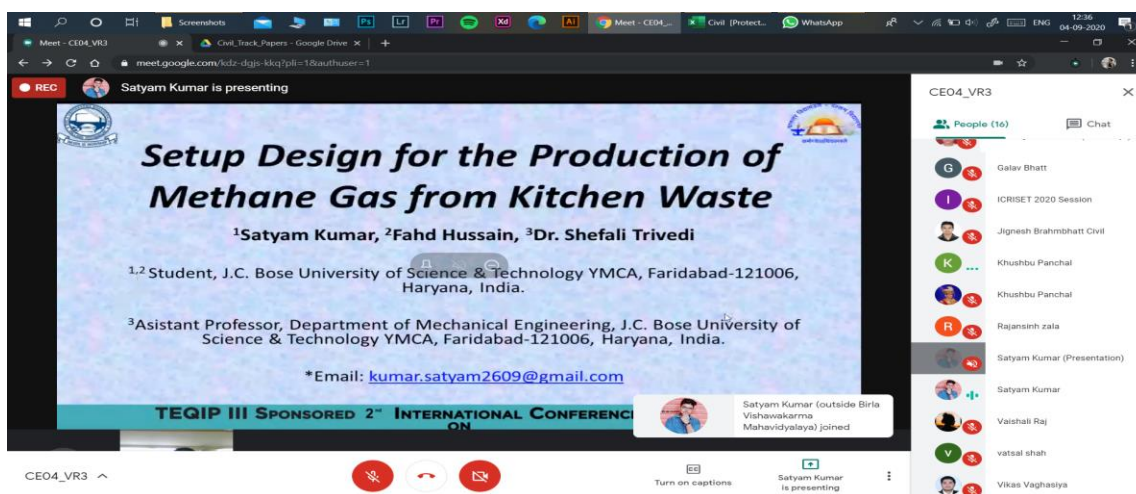 Screenshots
Ps
Lr
Pr
Xd
Ai
Meet - CE04_...
Civil [Protect...
WhatsApp
ENG
12:36
04-09-2020
Meet - CE04_VR3
Civil_Track_Papers - Google Drive
meet.google.com/kdz-dgjs-kkq?pli=1&authuser=1
REC
Satyam Kumar is presenting
CE04_VR3
People (16)
Chat
Setup Design for the Production of
Methane Gas from Kitchen Waste
¹Satyam Kumar, ²Fahd Hussain, ³Dr. Shefali Trivedi
¹,² Student, J.C. Bose University of Science & Technology YMCA, Faridabad-121006,
Haryana, India.
³Asistant Professor, Department of Mechanical Engineering, J.C. Bose University of
Science & Technology YMCA, Faridabad-121006, Haryana, India.
*Email: kumar.satyam2609@gmail.com
TEQIP III SPONSORED 2ⁿᵈ INTERNATIONAL CONFERENC
ON
Satyam Kumar (outside Birla
Vishawakarma
Mahavidyalaya) joined
G
Galav Bhatt
I
ICRISET 2020 Session
Jignesh Brahmbhatt Civil
K
Khushbu Panchal
Khushbu Panchal
R
Rajansinh zala
Satyam Kumar (Presentation)
Satyam Kumar
Vaishali Raj
V
vatsal shah
Vikas Vaghasiya
CE04_VR3
CC
Turn on captions
Satyam Kumar
is presenting